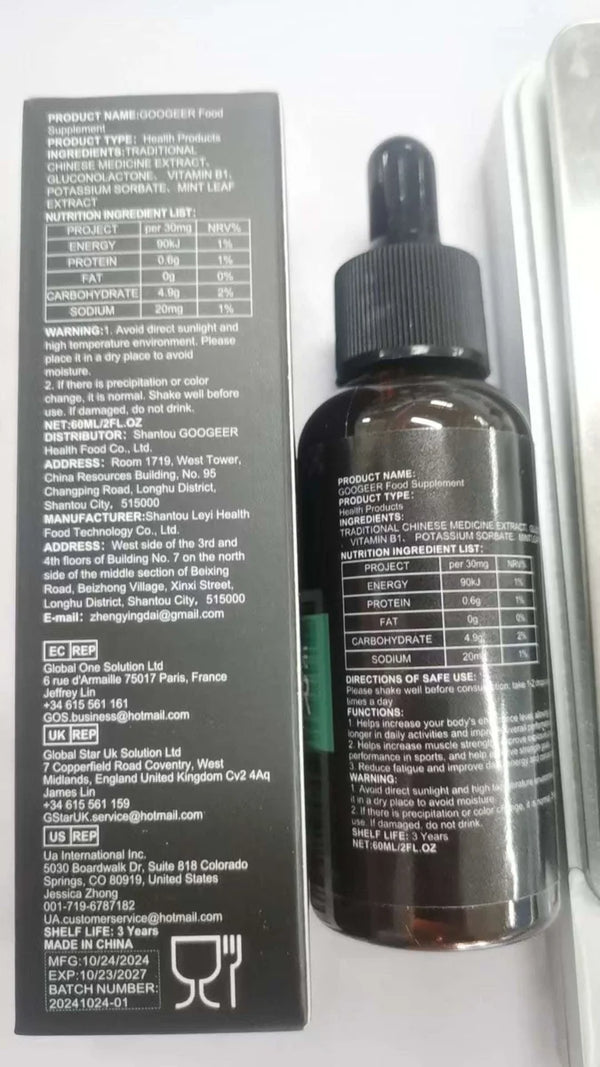 PRODUCT NAME:GOOGEER Food
Supplement
PRODUCT TYPE: Health Products
INGREDIENTS:TRADITIONAL
CHINESE MEDICINE EXTRACT、
GLUCONOLACTONE、 VITAMIN B1、
POTASSIUM SORBATE、 MINT LEAF
EXTRACT
NUTRITION INGREDIENT LIST:
PROJECT per 30mg NRV%
ENERGY 90kJ 1%
PROTEIN 0.6g 1%
FAT 0g 0%
CARBOHYDRATE 4.9g 2%
SODIUM 20mg 1%
WARNING:1. Avoid direct sunlight and
high temperature environment. Please
place it in a dry place to avoid
moisture.
2. If there is precipitation or color
change, it is normal. Shake well before
use. If damaged, do not drink.
NET:60ML/2FL.OZ
DISTRIBUTOR: Shantou GOOGEER
Health Food Co., Ltd.
ADDRESS: Room 1719, West Tower,
China Resources Building, No. 95
Changping Road, Longhu District,
Shantou City, 515000
MANUFACTURER:Shantou Leyi Health
Food Technology Co., Ltd.
ADDRESS: West side of the 3rd and
4th floors of Building No. 7 on the north
side of the middle section of Beixing
Road, Beizhong Village, Xinxi Street,
Longhu District, Shantou City, 515000
E-mail: zhengyingdai@gmail.com
EC REP
Global One Solution Ltd
6 rue d'Armaille 75017 Paris, France
Jeffrey Lin
+34 615 561 161
GOS.business@hotmail.com
UK REP
Global Star Uk Solution Ltd
7 Copperfield Road Coventry, West
Midlands, England United Kingdom Cv2 4Aq
James Lin
+34 615 561 159
GStarUK.service@hotmail.com
US REP
Ua International Inc.
5030 Boardwalk Dr, Suite 818 Colorado
Springs, CO 80919, United States
Jessica Zhong
001-719-6787182
UA.customerservice@hotmail.com
SHELF LIFE: 3 Years
MADE IN CHINA
MFG:10/24/2024
EXP:10/23/2027
BATCH NUMBER:
20241024-01
PRODUCT NAME:
GOOGEER Food Supplement
PRODUCT TYPE:
Health Products
INGREDIENTS:
TRADITIONAL CHINESE MEDICINE EXTRACT,
VITAMIN B1、 POTASSIUM SORBATE、 MINT
NUTRITION INGREDIENT LIST:
PROJECT per 30mg NRV%
ENERGY 90kJ 1%
PROTEIN 0.6g 1%
FAT 0g 0%
CARBOHYDRATE 4.9g 2%
SODIUM 20m 1%
DIRECTIONS OF SAFE USE:
Please shake well before take 1-2
times a day
FUNCTIONS:
1. Helps increase your body's
longer in daily activities and
2. Helps increase muscle
performance in sports, and help
3. Reduce fatigue and improve
WARNING:
1. Avoid direct sunlight and high
it in a dry place to avoid moisture.
2. If there is precipitation or color change, it is
use. If damaged, do not drink.
SHELF LIFE: 3 Years
NET:60ML/2FL.OZ